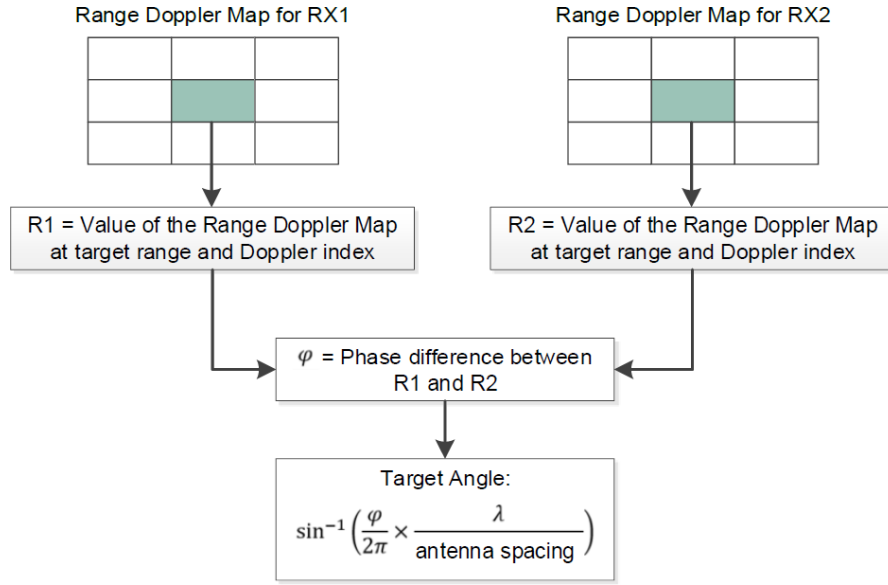 Range Doppler Map for RX1
Range Doppler Map for RX2
R1 = Value of the Range Doppler Map
at target range and Doppler index
R2 = Value of the Range Doppler Map
at target range and Doppler index
φ = Phase difference between
R1 and R2
Target Angle:
sin⁻¹(φ/2π × λ/antenna spacing)